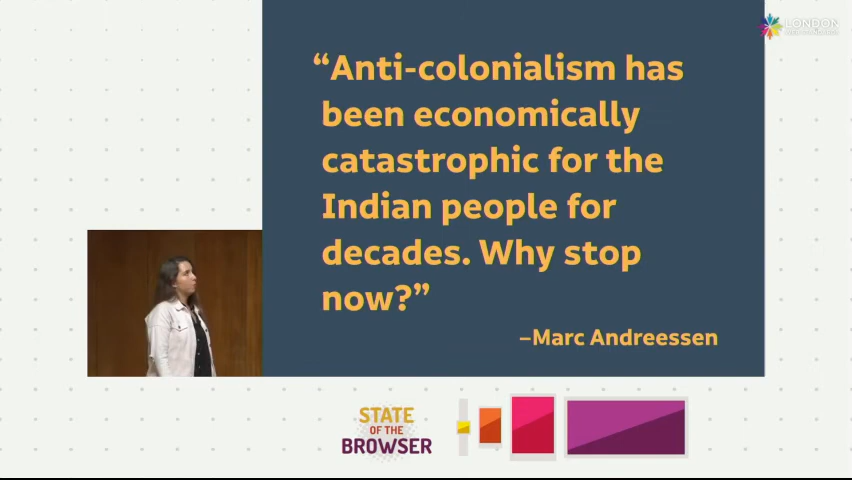 LONDON
“Anti-colonialism has
been economically
catastrophic for the
Indian people for
decades. Why stop
now?”
–Marc Andreessen
STATE
OF THE
BROWSER